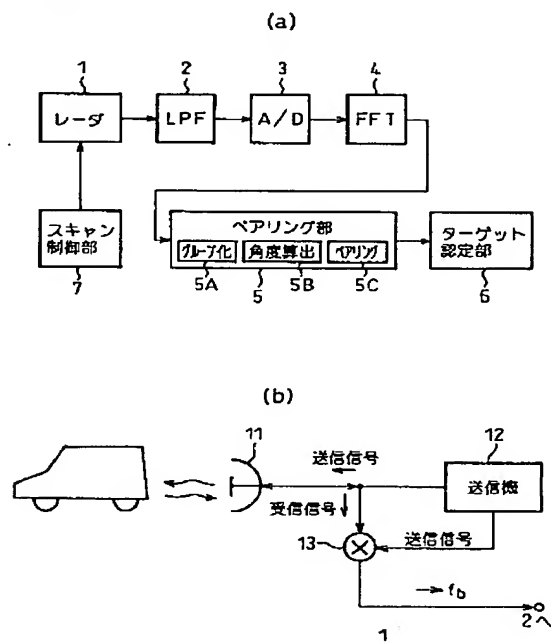 (a)
1
2
3
4
レーダ
LPF
A/D
FFT
スキャン
制御部
7
ペアリング部
グループ化
角度算出
ペアリング
5A
5
5B
5C
ターゲット
認定部
6
(b)
11
12
送信信号
送信機
受信信号
13
送信信号
→ fb
2へ
1